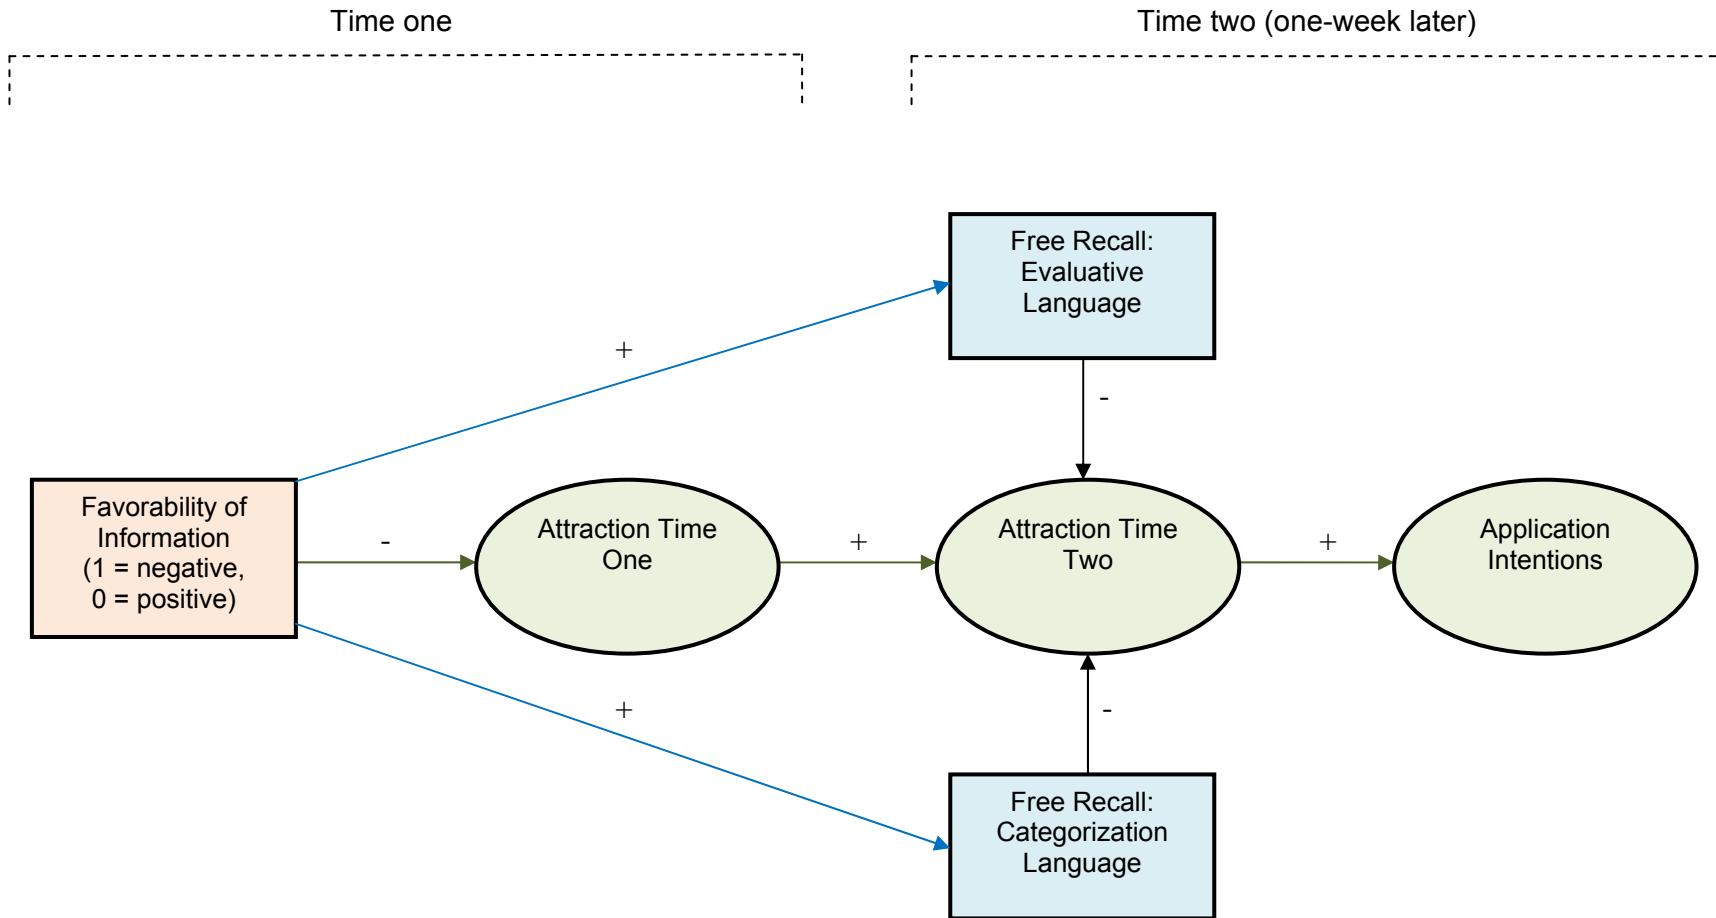 Time one
Time two (one-week later)
Free Recall:
Evaluative
Language
+
-
Favorability of
Information
(1 = negative,
0 = positive)
-
Attraction Time
One
+
Attraction Time
Two
+
Application
Intentions
+
-
Free Recall:
Categorization
Language